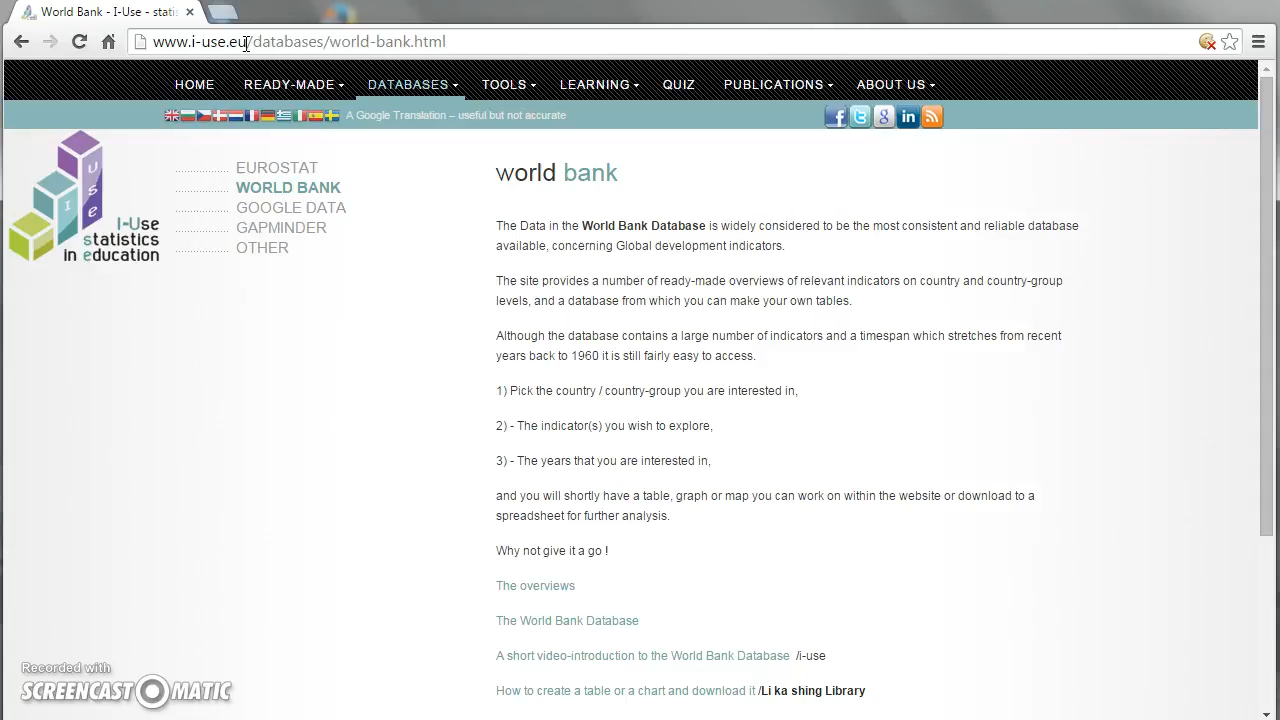 World Bank - I-Use - statis
www.i-use.eu/databases/world-bank.html
HOME READY-MADE DATABASES TOOLS LEARNING QUIZ PUBLICATIONS ABOUT US
A Google Translation – useful but not accurate
U
s
I
e
I-Use
statistics
in education
EUROSTAT
WORLD BANK
GOOGLE DATA
GAPMINDER
OTHER
world bank
The Data in the World Bank Database is widely considered to be the most consistent and reliable database
available, concerning Global development indicators.
The site provides a number of ready-made overviews of relevant indicators on country and country-group
levels, and a database from which you can make your own tables.
Although the database contains a large number of indicators and a timespan which stretches from recent
years back to 1960 it is still fairly easy to access.
1) Pick the country / country-group you are interested in,
2) - The indicator(s) you wish to explore,
3) - The years that you are interested in,
and you will shortly have a table, graph or map you can work on within the website or download to a
spreadsheet for further analysis.
Why not give it a go !
The overviews
The World Bank Database
A short video-introduction to the World Bank Database /i-use
How to create a table or a chart and download it /Li ka shing Library
Recorded with
SCREENCAST MATIC